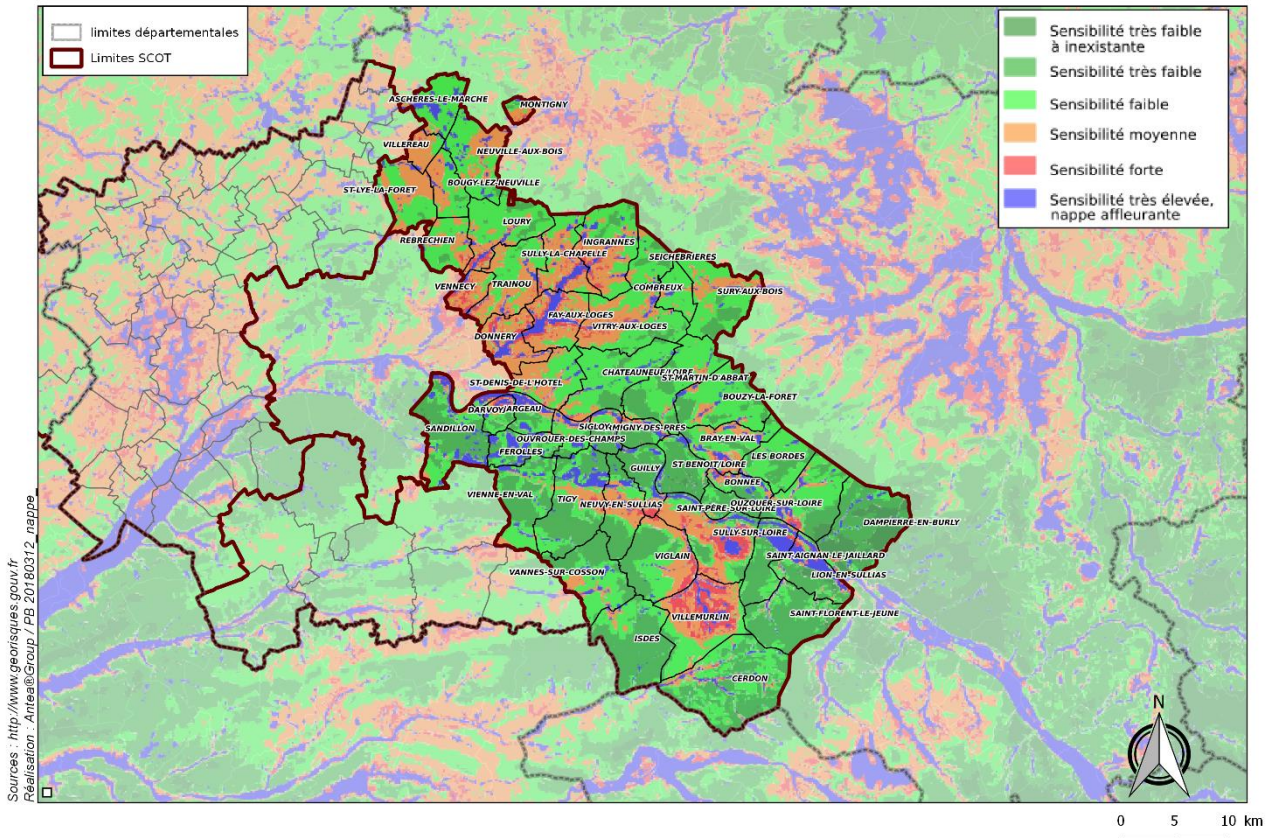 limites départementales
Limites SCOT
Sensibilité très faible
à inexistante
Sensibilité très faible
Sensibilité faible
Sensibilité moyenne
Sensibilité forte
Sensibilité très élevée,
nappe affleurante
ASCHERES-LE-MARCHE
MONTIGNY
VILLEREAU
NEUVILLE-AUX-BOIS
ST-LYE-LA-FORET
BOUGY-LEZ-NEUVILLE
LOURY
REBRECHIEN
INGRANNES
SULLY-LA-CHAPELLE
SEICHEBRIERES
VENNECY
TRAINOU
COMBREUX
SURY-AUX-BOIS
FAY-AUX-LOGES
VITRY-AUX-LOGES
DONNERY
CHATEAUNEUF/LOIRE
ST-MARTIN-D'ABBAT
ST-DENIS-DE-L'HOTEL
BOUZY-LA-FORET
DARVOY
JARGEAU
SANDILLON
SIGLOY
GERMIGNY-DES-PRES
OUVROUER-DES-CHAMPS
BRAY-EN-VAL
FEROLLES
LES BORDES
GUILLY
ST BENOIT/LOIRE
BONNEE
VIENNE-EN-VAL
TIGY
NEUVY-EN-SULLIAS
OUZOUER-SUR-LOIRE
SAINT-PÈRE-SUR-LOIRE
DAMPIERRE-EN-BURLY
SULLY-SUR-LOIRE
VIGLAIN
SAINT-AIGNAN-LE-JAILLARD
VANNES-SUR-COSSON
LION-EN-SULLIAS
VILLEMURLIN
SAINT-FLORENT-LE-JEUNE
ISDES
CERDON
N
0 5 10 km
Sources : http://www.georisques.gouv.fr
Réalisation : Antea®Group / PIB 20180312_nappe_